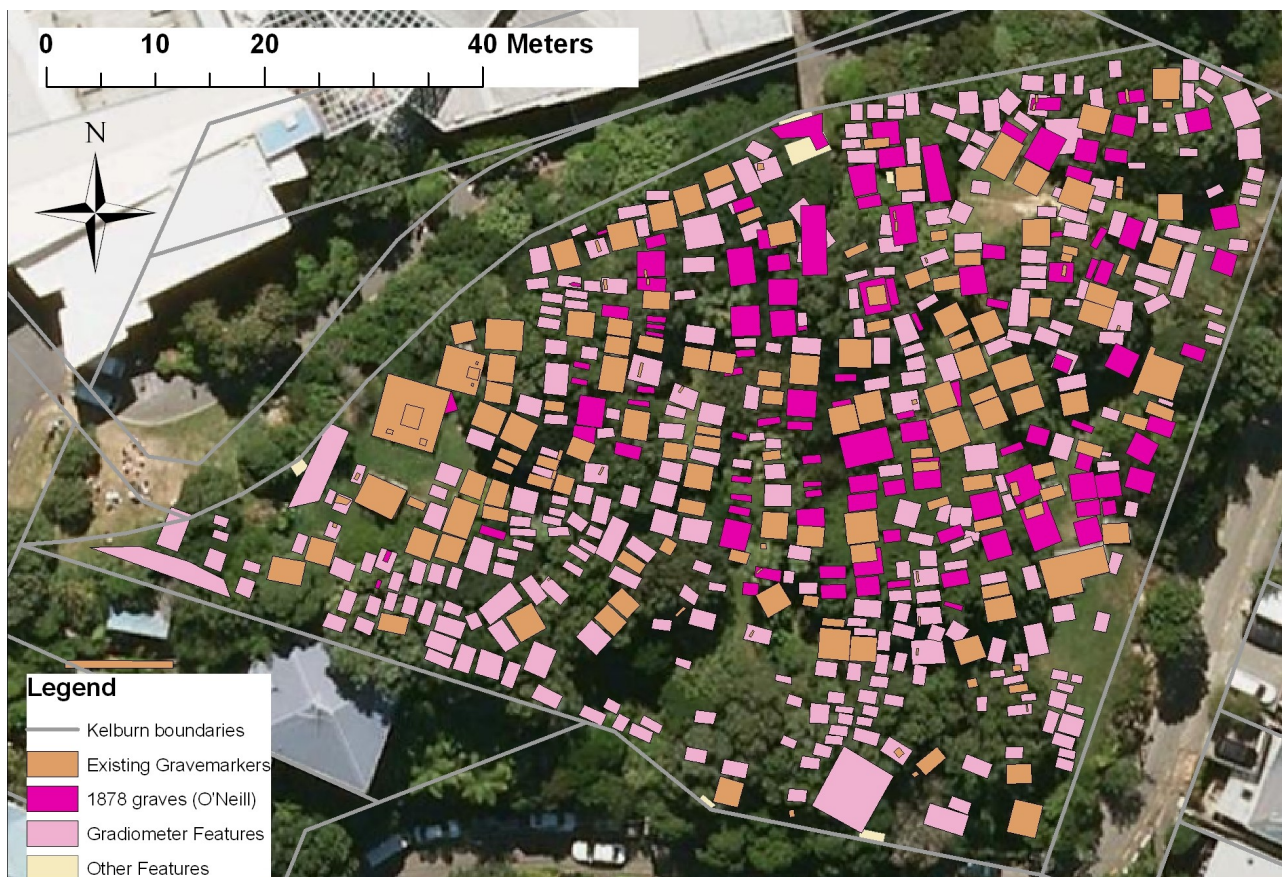 0 10 20 40 Meters
N
Legend
Kelburn boundaries
Existing Gravemarkers
1878 graves (O'Neill)
Gradiometer Features
Other Features